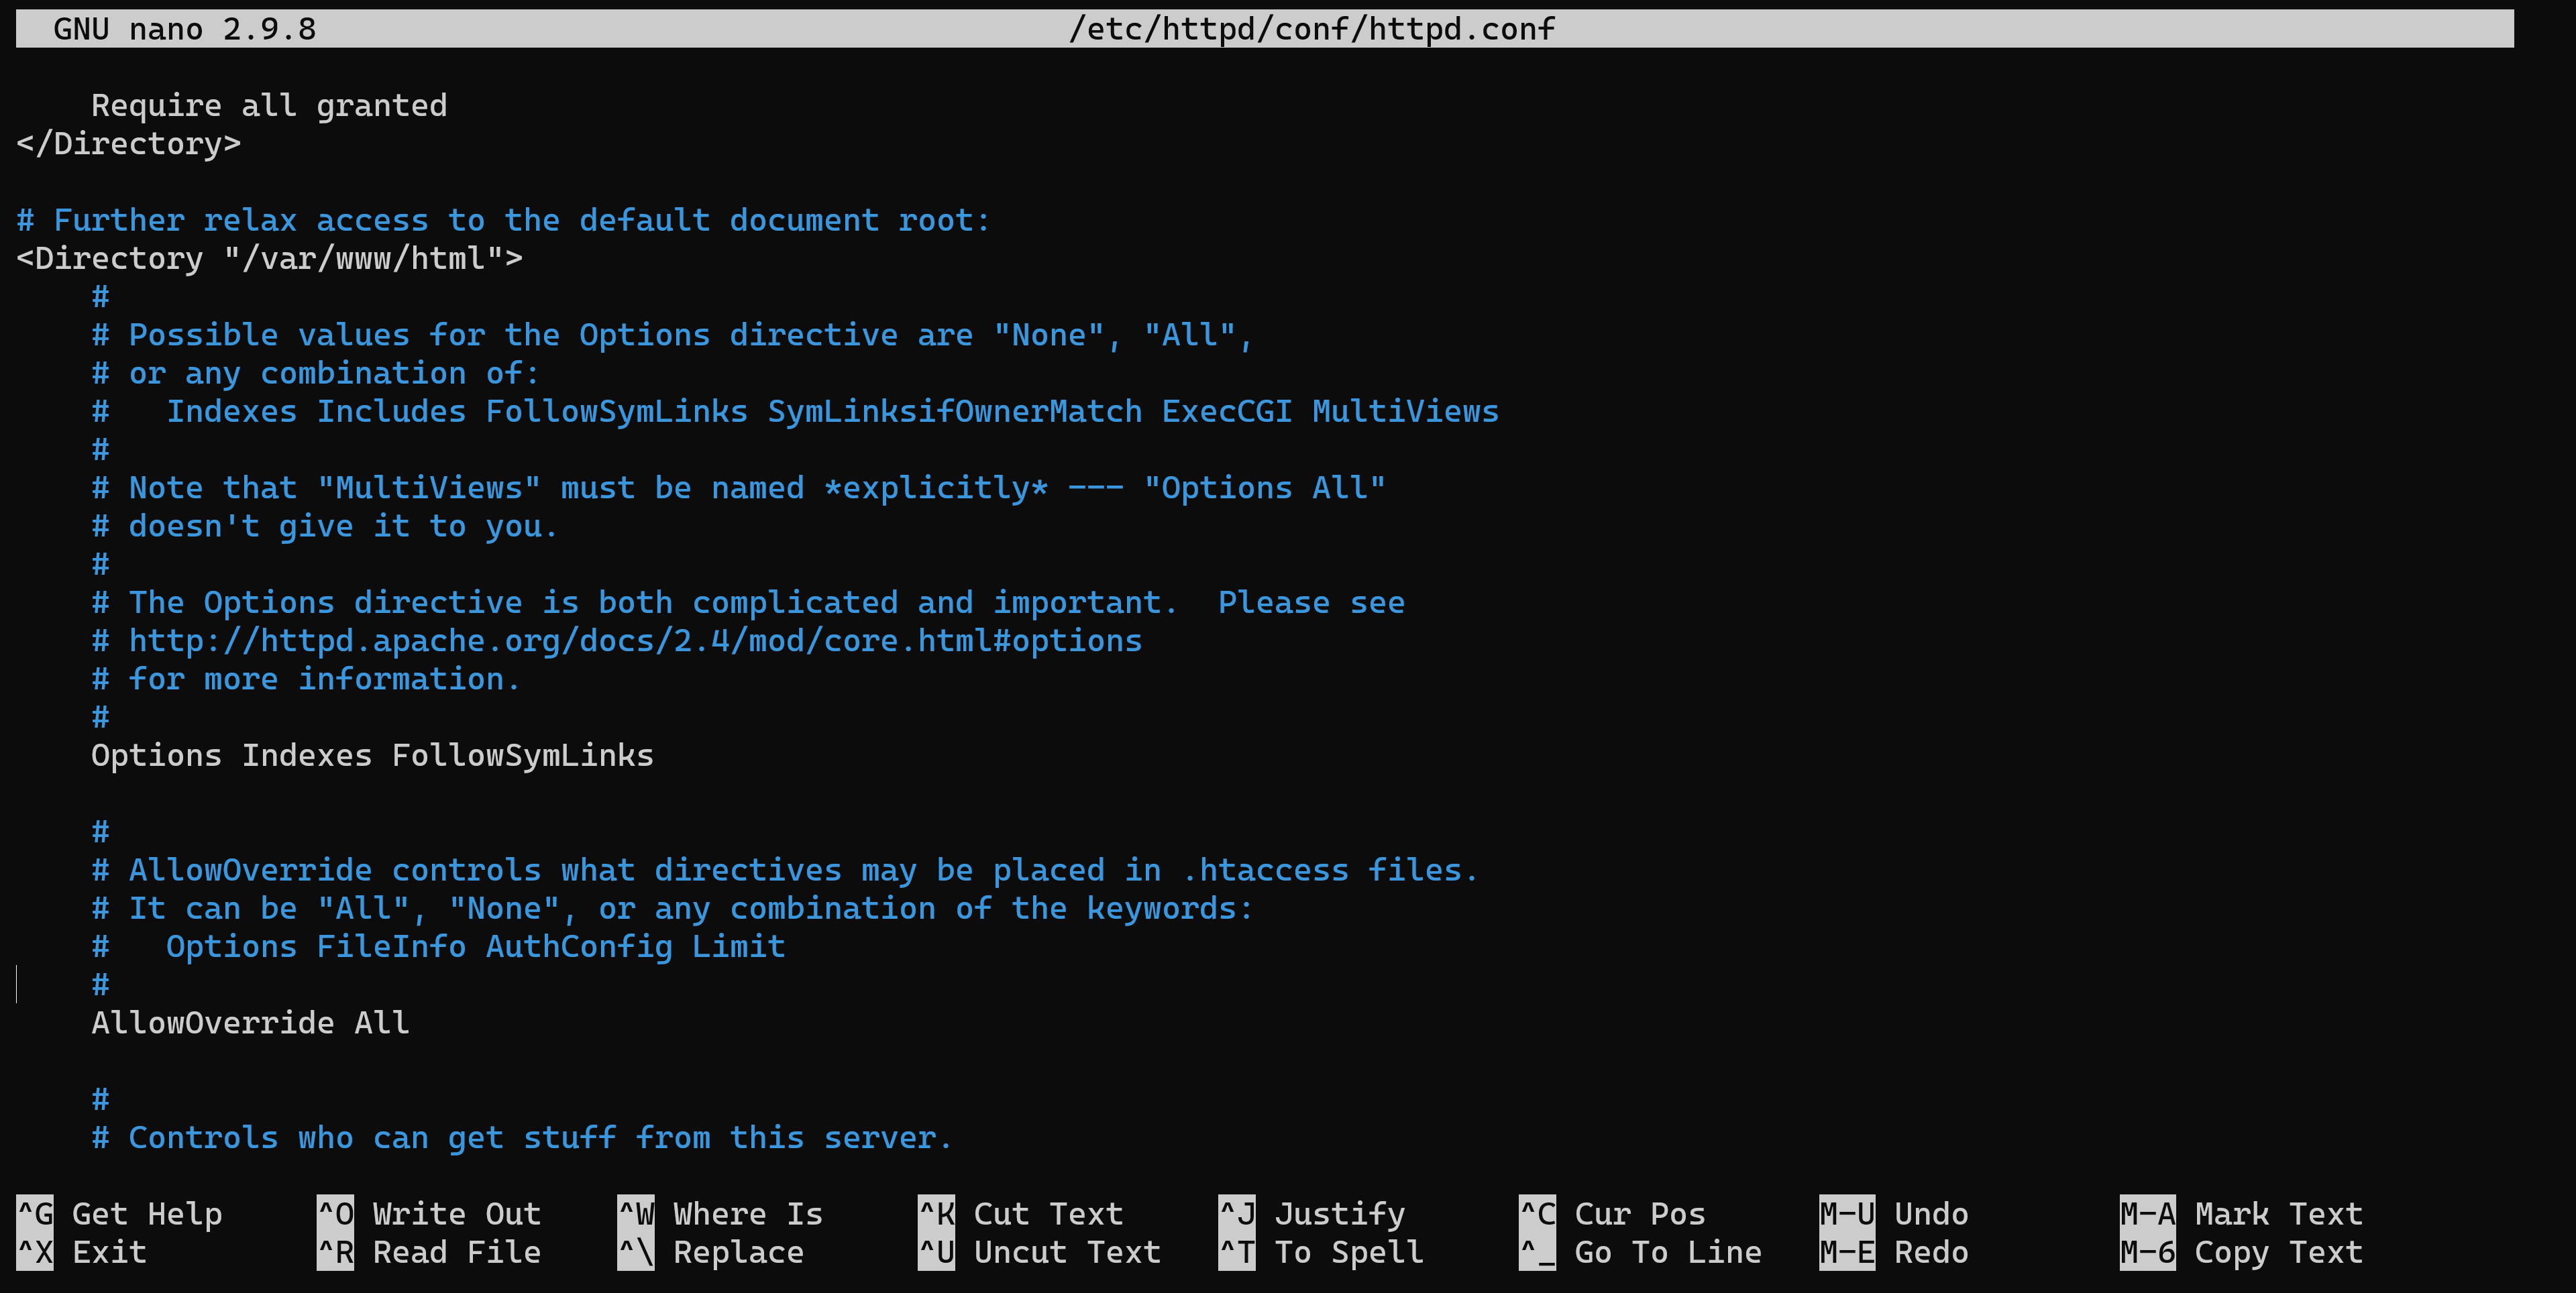 GNU nano 2.9.8 /etc/httpd/conf/httpd.conf
    Require all granted
</Directory>
# Further relax access to the default document root:
<Directory "/var/www/html">
    #
    # Possible values for the Options directive are "None", "All",
    # or any combination of:
    #   Indexes Includes FollowSymLinks SymLinksifOwnerMatch ExecCGI MultiViews
    #
    # Note that "MultiViews" must be named *explicitly* --- "Options All"
    # doesn't give it to you.
    #
    # The Options directive is both complicated and important.  Please see
    # http://httpd.apache.org/docs/2.4/mod/core.html#options
    # for more information.
    #
    Options Indexes FollowSymLinks
    #
    # AllowOverride controls what directives may be placed in .htaccess files.
    # It can be "All", "None", or any combination of the keywords:
    #   Options FileInfo AuthConfig Limit
    #
    AllowOverride All
    #
    # Controls who can get stuff from this server.
^G Get Help ^O Write Out ^W Where Is ^K Cut Text ^J Justify ^C Cur Pos M-U Undo M-A Mark Text
^X Exit ^R Read File ^\ Replace ^U Uncut Text ^T To Spell ^_ Go To Line M-E Redo M-6 Copy Text